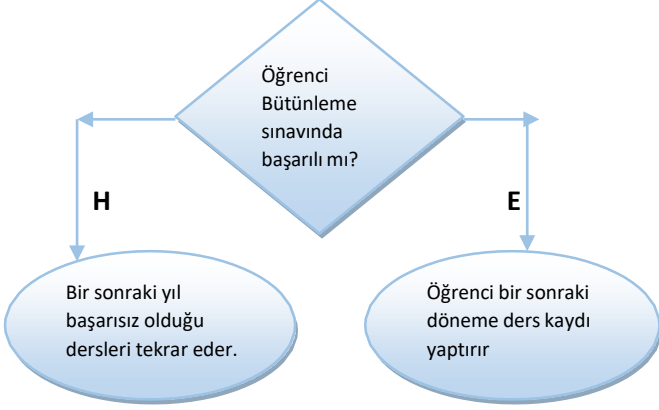 Öğrenci
Bütünleme
sınavında
başarılı mı?
H
E
Bir sonraki yıl
başarısız olduğu
dersleri tekrar eder.
Öğrenci bir sonraki
döneme ders kaydı
yaptırır